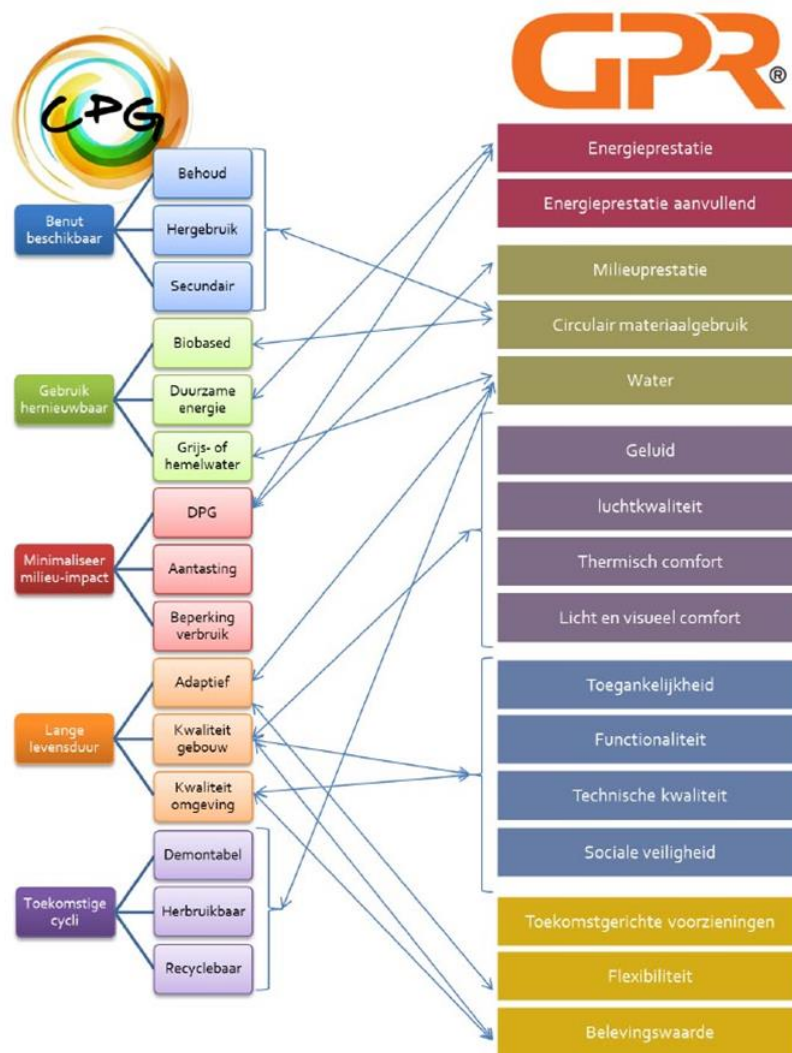 CPG
GPR®
Benut
beschikbaar
Behoud
Hergebruik
Secundair
Gebruik
hernieuwbaar
Biobased
Duurzame
energie
Grijs- of
hemelwater
Minimaliseer
milieu-impact
DPG
Aantasting
Beperking
verbruik
Lange
levensduur
Adaptief
Kwaliteit
gebouw
Kwaliteit
omgeving
Toekomstige
cycli
Demontabel
Herbruikbaar
Recyclebaar
Energieprestatie
Energieprestatie aanvullend
Milieuprestatie
Circulair materiaalgebruik
Water
Geluid
luchtkwaliteit
Thermisch comfort
Licht en visueel comfort
Toegankelijkheid
Functionaliteit
Technische kwaliteit
Sociale veiligheid
Toekomstgerichte voorzieningen
Flexibiliteit
Belevingswaarde